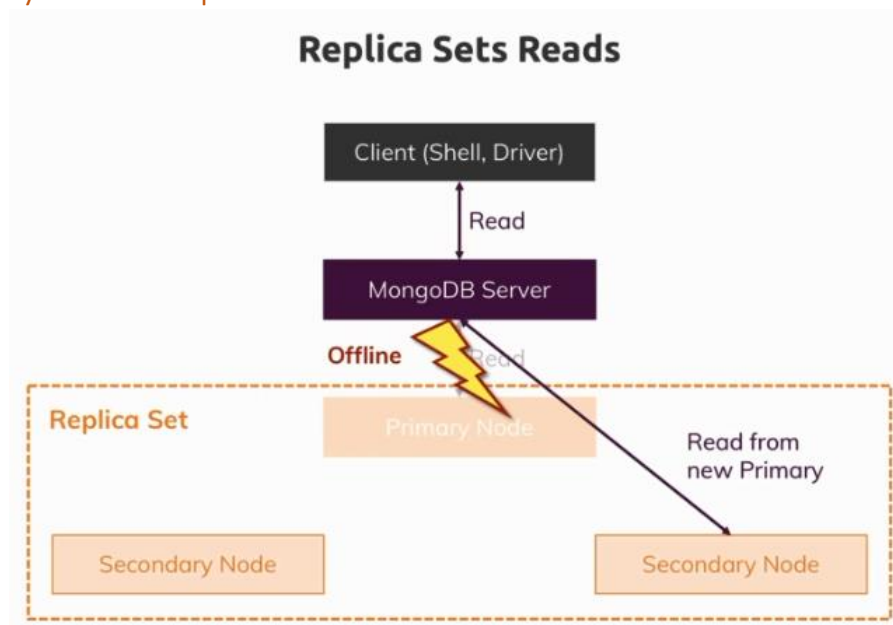 Replica Sets Reads
Client (Shell, Driver)
Read
MongoDB Server
Offline
Read
Replica Set
Primary Node
Read from
new Primary
Secondary Node
Secondary Node